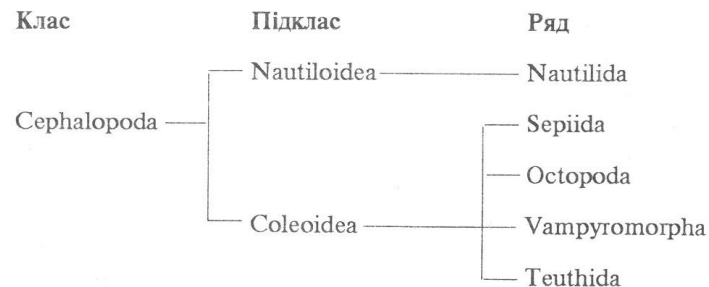 Клас Підклас Ряд
Nautiloidea Nautilida
Cephalopoda Sepiida
Octopoda
Coleoidea Vampyromorpha
Teuthida